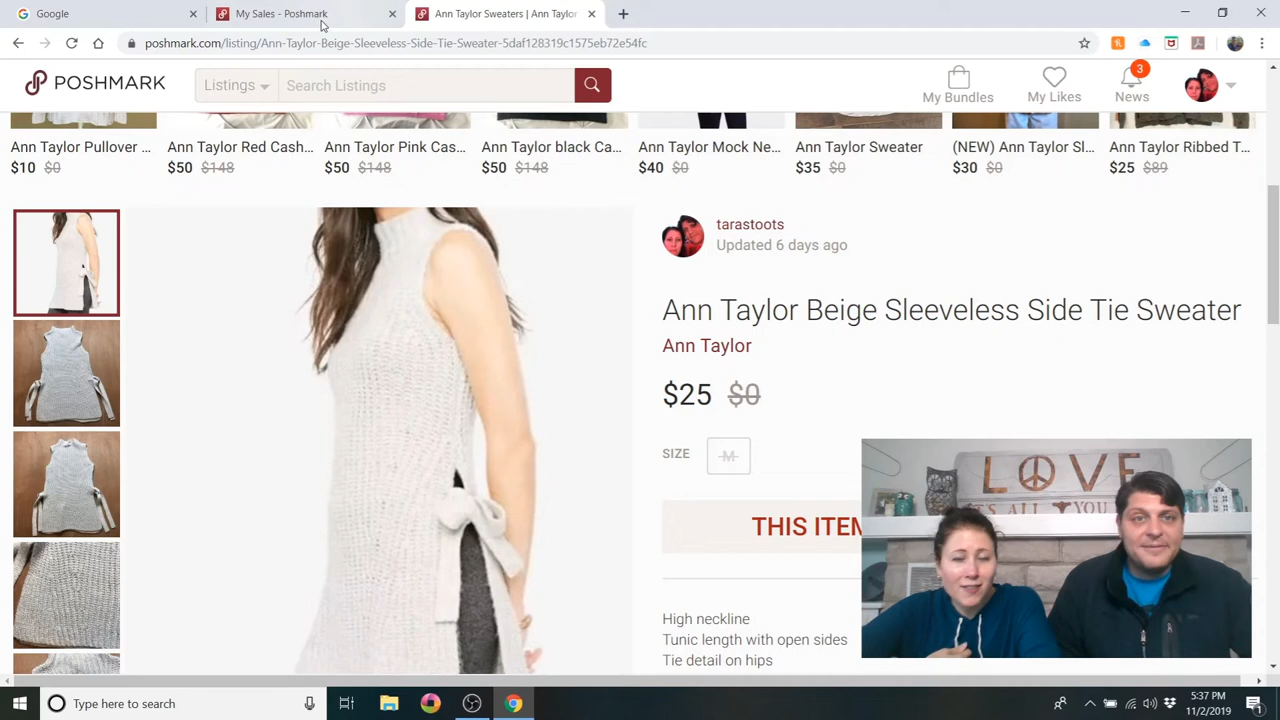 Google
My Sales - Poshmark
Ann Taylor Sweaters | Ann Taylor
poshmark.com/listing/Ann-Taylor-Beige-Sleeveless-Side-Tie-Sweater-5daf128319c1575eb72e54fc
POSHMARK
Listings
Search Listings
My Bundles
My Likes
3
News
Ann Taylor Pullover ...
Ann Taylor Red Cash...
Ann Taylor Pink Cas...
Ann Taylor black Ca...
Ann Taylor Mock Ne...
Ann Taylor Sweater
(NEW) Ann Taylor Sl...
Ann Taylor Ribbed T...
$10 $0
$50 $148
$50 $148
$50 $148
$40 $0
$35 $0
$30 $0
$25 $89
tarastoots
Updated 6 days ago
Ann Taylor Beige Sleeveless Side Tie Sweater
Ann Taylor
$25 $0
SIZE
M
THIS ITEM
High neckline
Tunic length with open sides
Tie detail on hips
LOVE
Type here to search
5:37 PM
11/2/2019
1